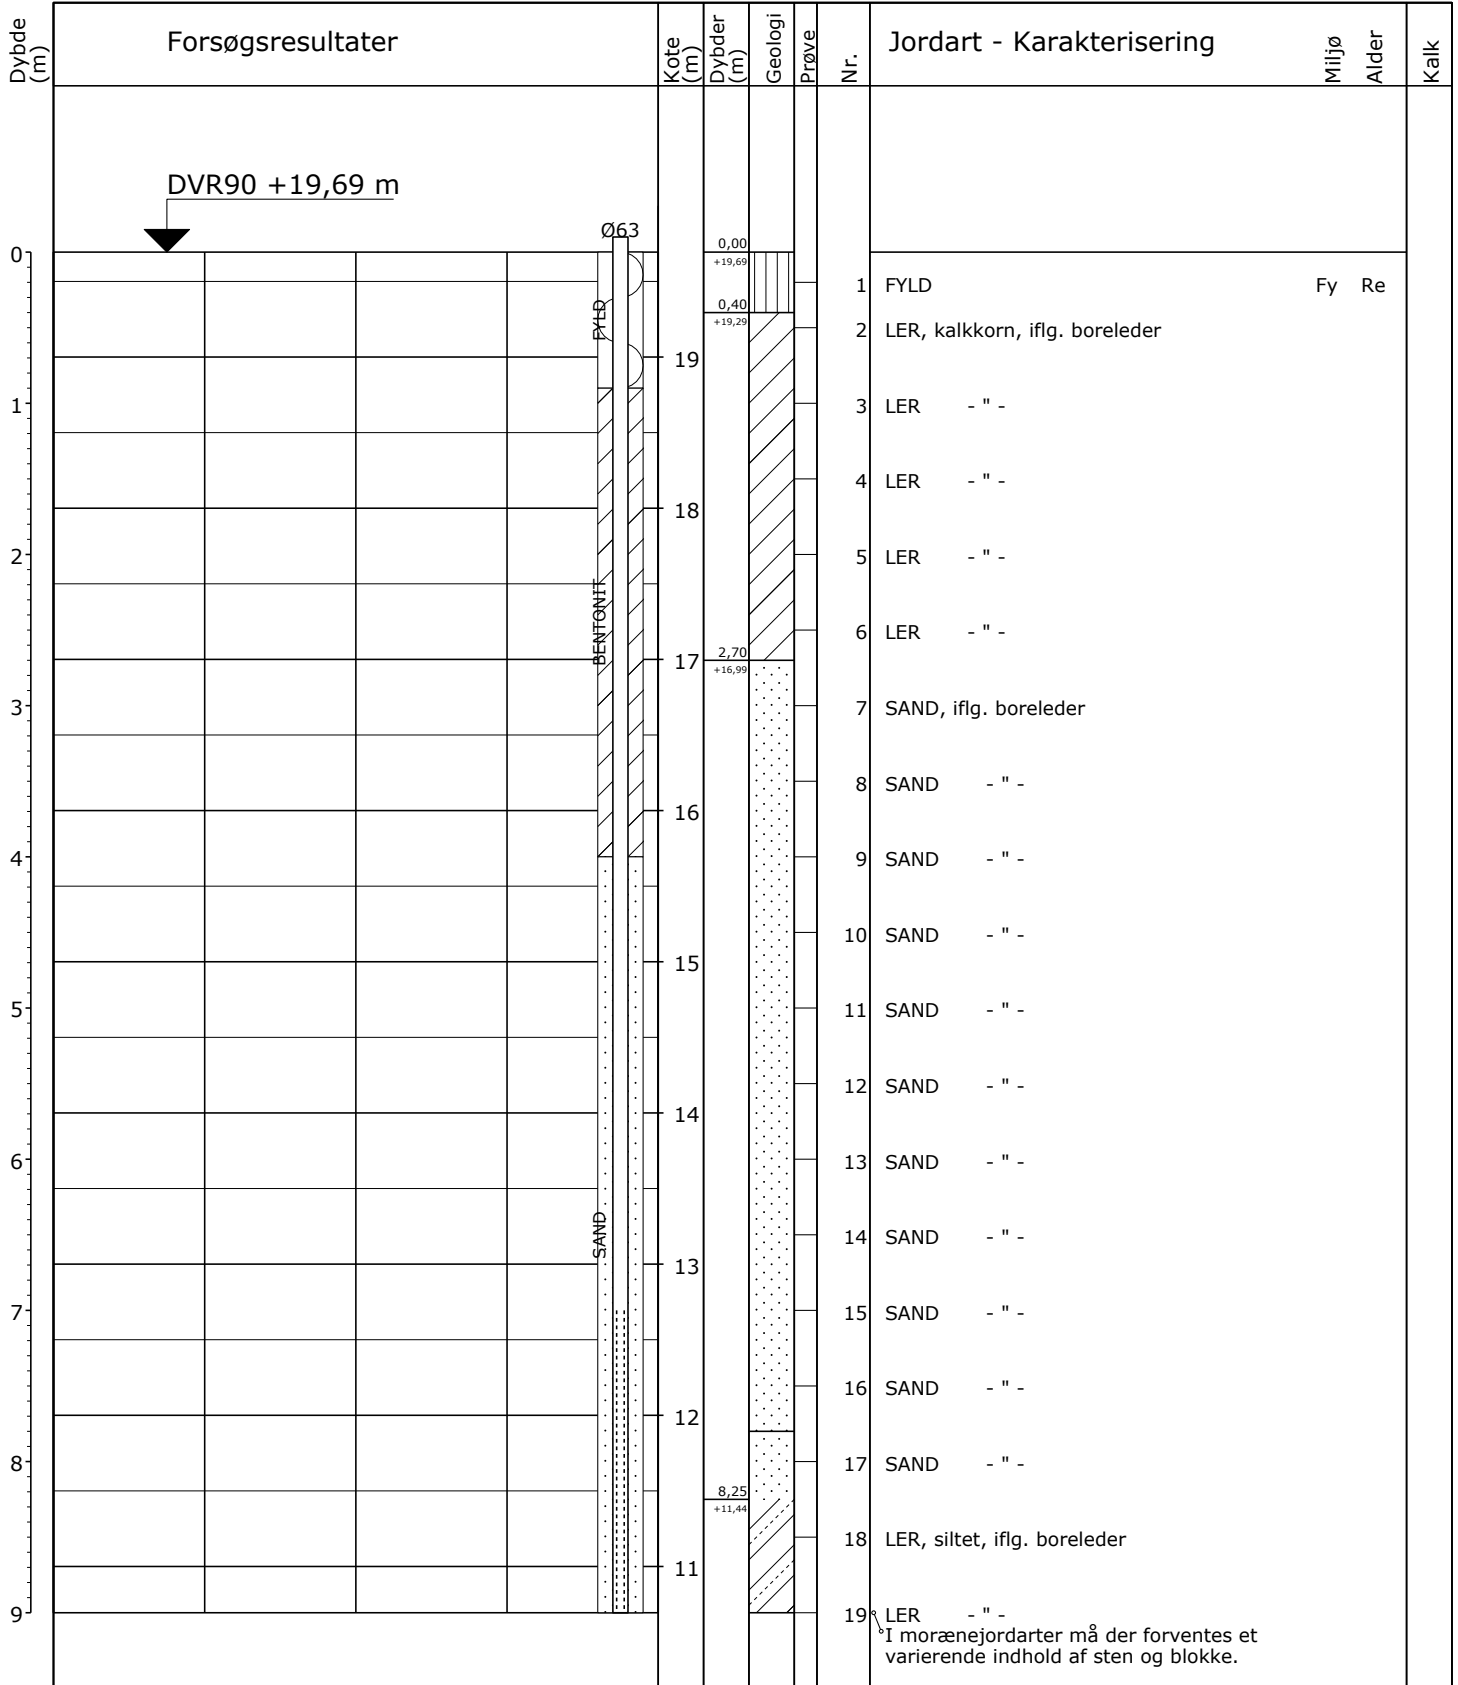 Dybde (m)
Forsøgsresultater
Kote (m)
Dybder (m)
Geologi
Prøve
Nr.
Jordart - Karakterisering
Miljø
Alder
Kalk
DVR90 +19,69 m
Ø63
0
0,00
+19,69
1 FYLD Fy Re
FYLD
0,40
+19,29
2 LER, kalkkorn, iflg. boreleder
19
1
3 LER - " -
4 LER - " -
18
2
5 LER - " -
BENTONIT
6 LER - " -
2,70
17
+16,99
3
7 SAND, iflg. boreleder
8 SAND - " -
16
4
9 SAND - " -
10 SAND - " -
15
5
11 SAND - " -
12 SAND - " -
14
6
13 SAND - " -
SAND
14 SAND - " -
13
7
15 SAND - " -
16 SAND - " -
12
8
17 SAND - " -
8,25
+11,44
18 LER, siltet, iflg. boreleder
11
9
19 LER - " -
I morænejordarter må der forventes et
varierende indhold af sten og blokke.